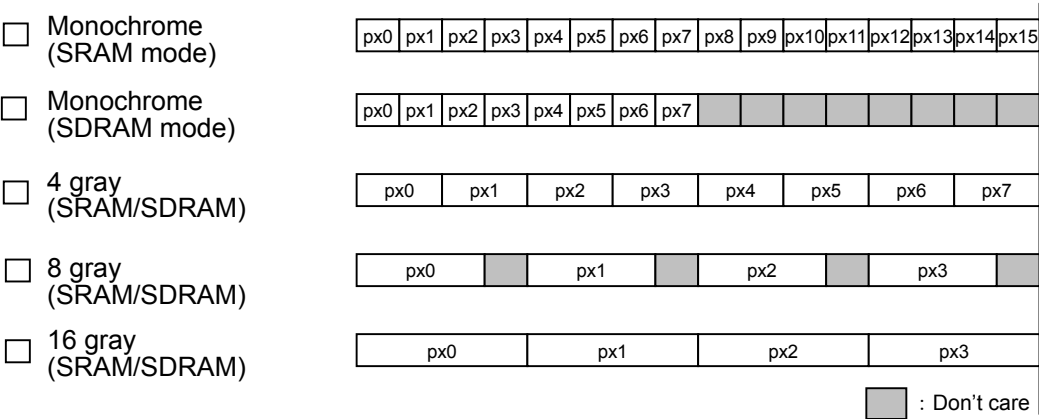 Monochrome
(SRAM mode)
px0 px1 px2 px3 px4 px5 px6 px7 px8 px9 px10 px11 px12 px13 px14 px15
Monochrome
(SDRAM mode)
px0 px1 px2 px3 px4 px5 px6 px7
4 gray
(SRAM/SDRAM)
px0 px1 px2 px3 px4 px5 px6 px7
8 gray
(SRAM/SDRAM)
px0 px1 px2 px3
16 gray
(SRAM/SDRAM)
px0 px1 px2 px3
: Don't care